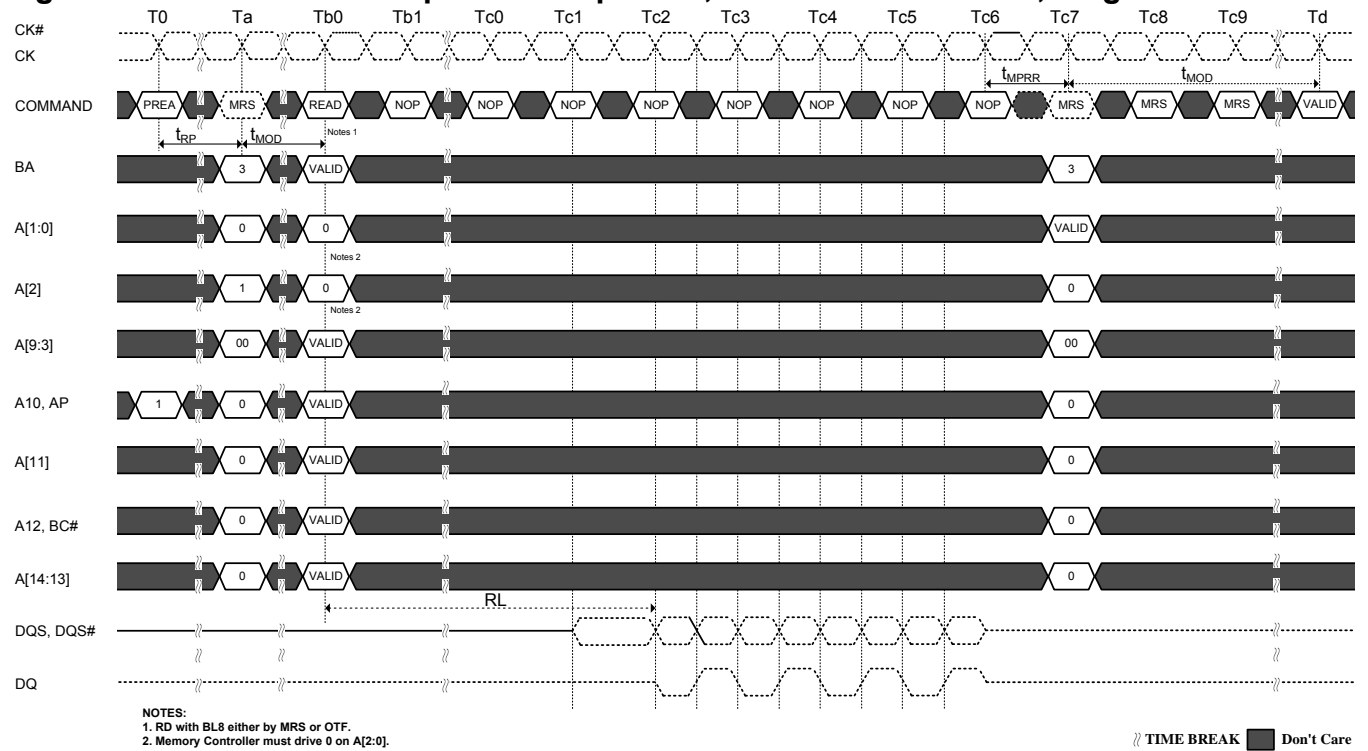 T0 Ta Tb0 Tb1 Tc0 Tc1 Tc2 Tc3 Tc4 Tc5 Tc6 Tc7 Tc8 Tc9 Td
CK#
CK
tMPRR tMOD
COMMAND PREA MRS READ NOP NOP NOP NOP NOP NOP NOP NOP MRS MRS MRS VALID
tRP tMOD Notes 1
BA 3 VALID 3
A[1:0] 0 0 VALID
Notes 2
A[2] 1 0 0
Notes 2
A[9:3] 00 VALID 00
A10, AP 1 0 VALID 0
A[11] 0 VALID 0
A12, BC# 0 VALID 0
A[14:13] 0 VALID 0
RL
DQS, DQS#
DQ
NOTES:
1. RD with BL8 either by MRS or OTF.
2. Memory Controller must drive 0 on A[2:0].
TIME BREAK Don't Care